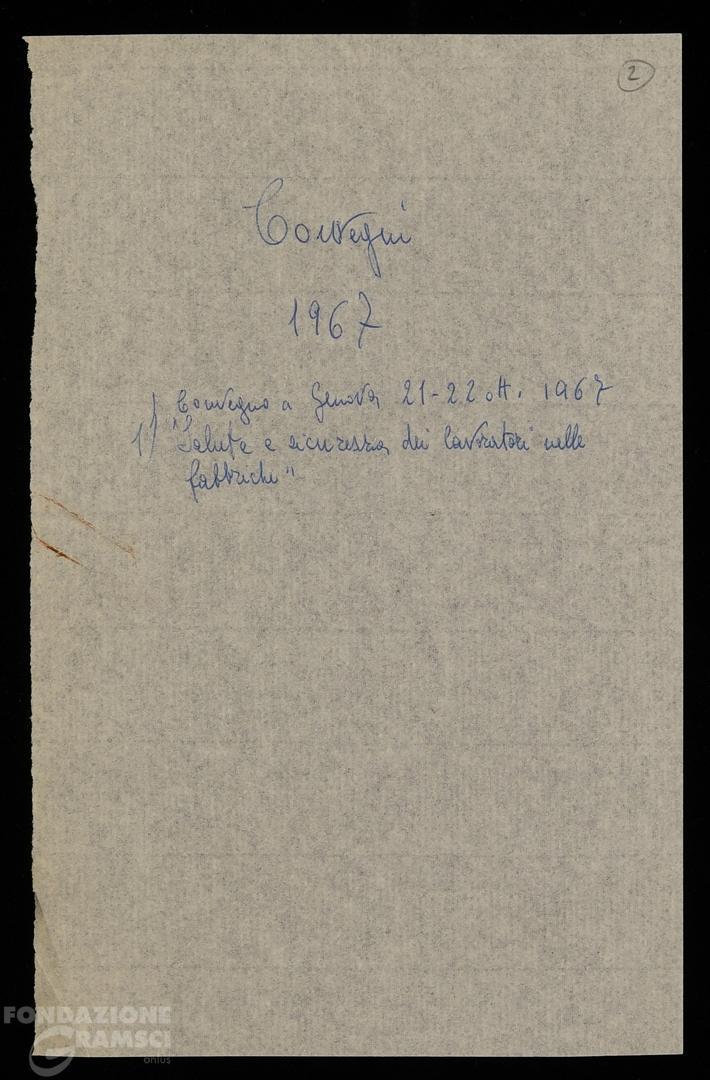 2
Convegni
1967
1) Convegno a Genova 21-22 ott. 1967
"Salute e sicurezza dei lavoratori nelle
fabbriche"
FONDAZIONE
GRAMSCI
onlus